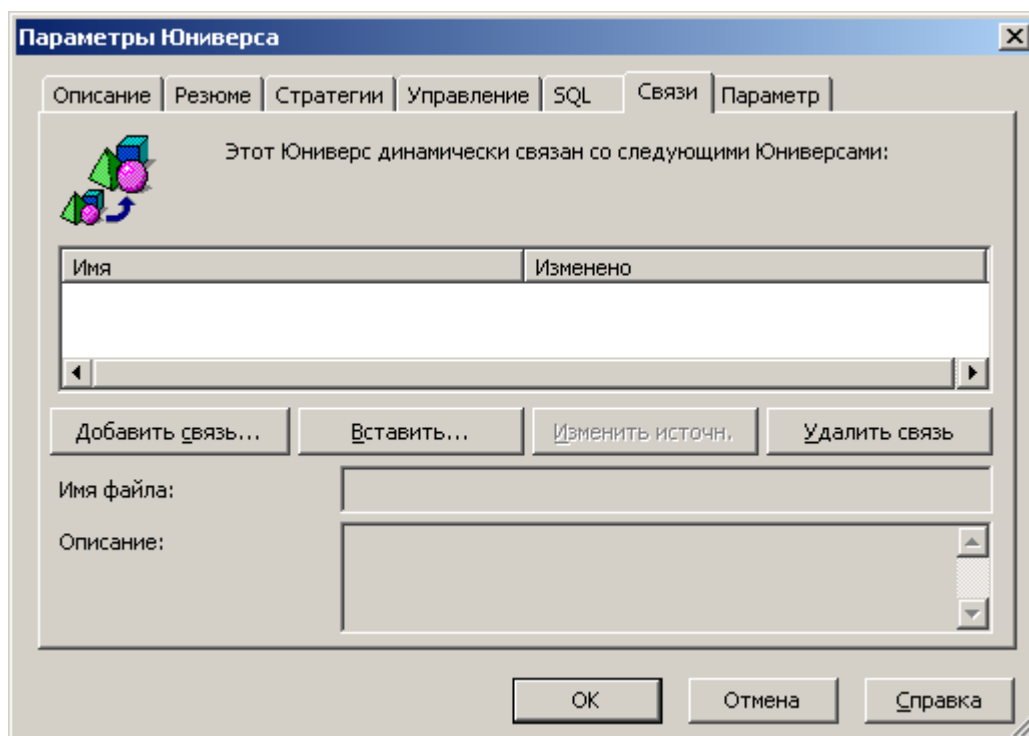 Параметры Юниверса
Описание Резюме Стратегии Управление SQL Связи Параметр
Этот Юниверс динамически связан со следующими Юниверсами:
Имя Изменено
Добавить связь... Вставить... Изменить источн. Удалить связь
Имя файла:
Описание:
OK Отмена Справка